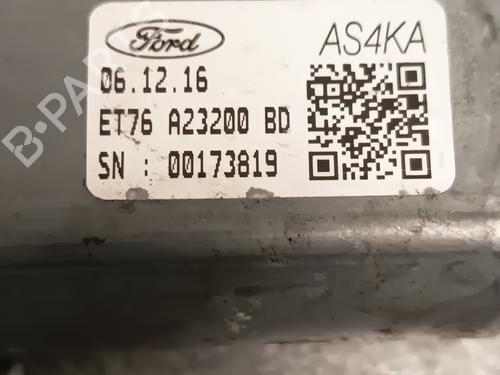 Ford AS4KA
06.12.16
ET76 A23200 BD
SN : 00173819
B-PARTS